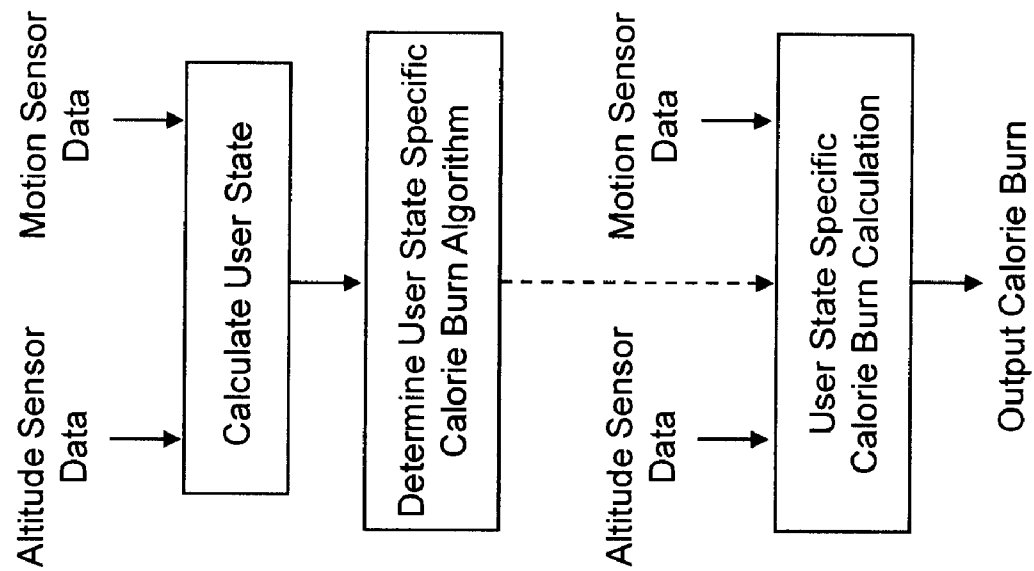 Altitude Sensor
Data
Motion Sensor
Data
Calculate User State
Determine User State Specific
Calorie Burn Algorithm
Altitude Sensor
Data
Motion Sensor
Data
User State Specific
Calorie Burn Calculation
Output Calorie Burn